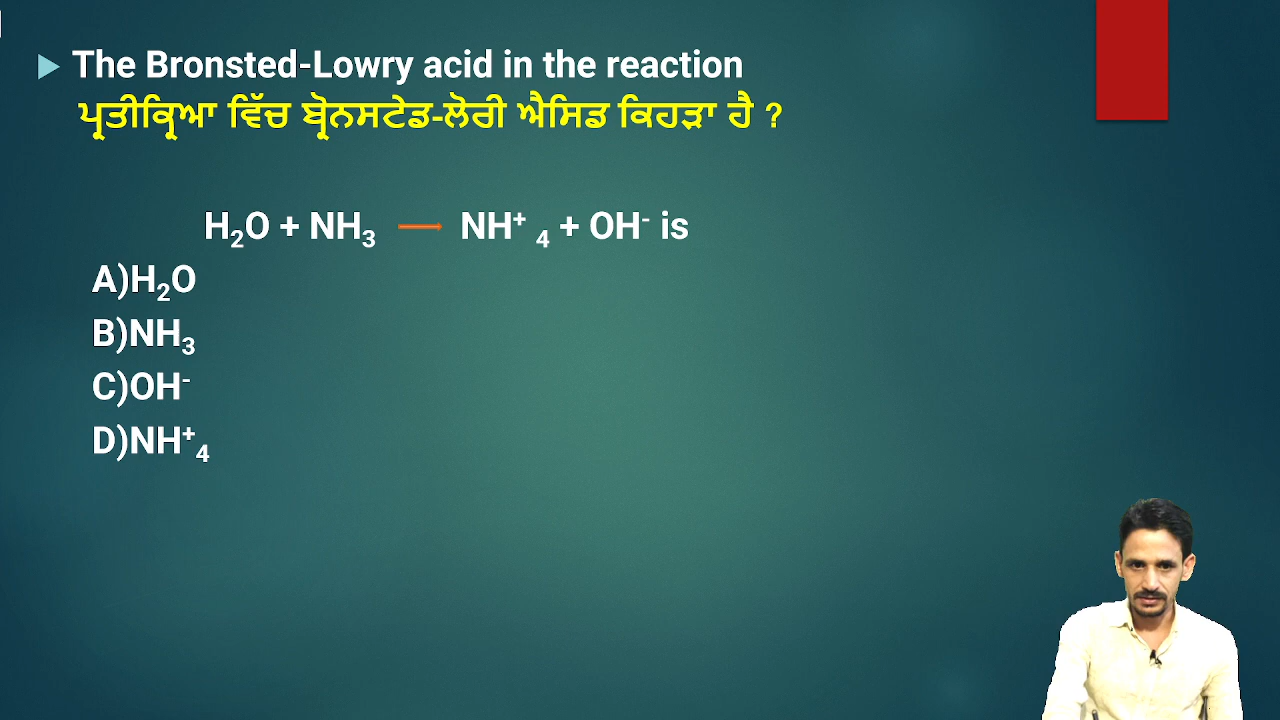 The Bronsted-Lowry acid in the reaction
ਪ੍ਰਤੀਕ੍ਰਿਆ ਵਿੱਚ ਬ੍ਰੋਨਸਟੇਡ-ਲੋਰੀ ਐਸਿਡ ਕਿਹੜਾ ਹੈ ?
H₂O + NH₃ → NH⁺ ₄ + OH⁻ is
A)H₂O
B)NH₃
C)OH⁻
D)NH⁺₄